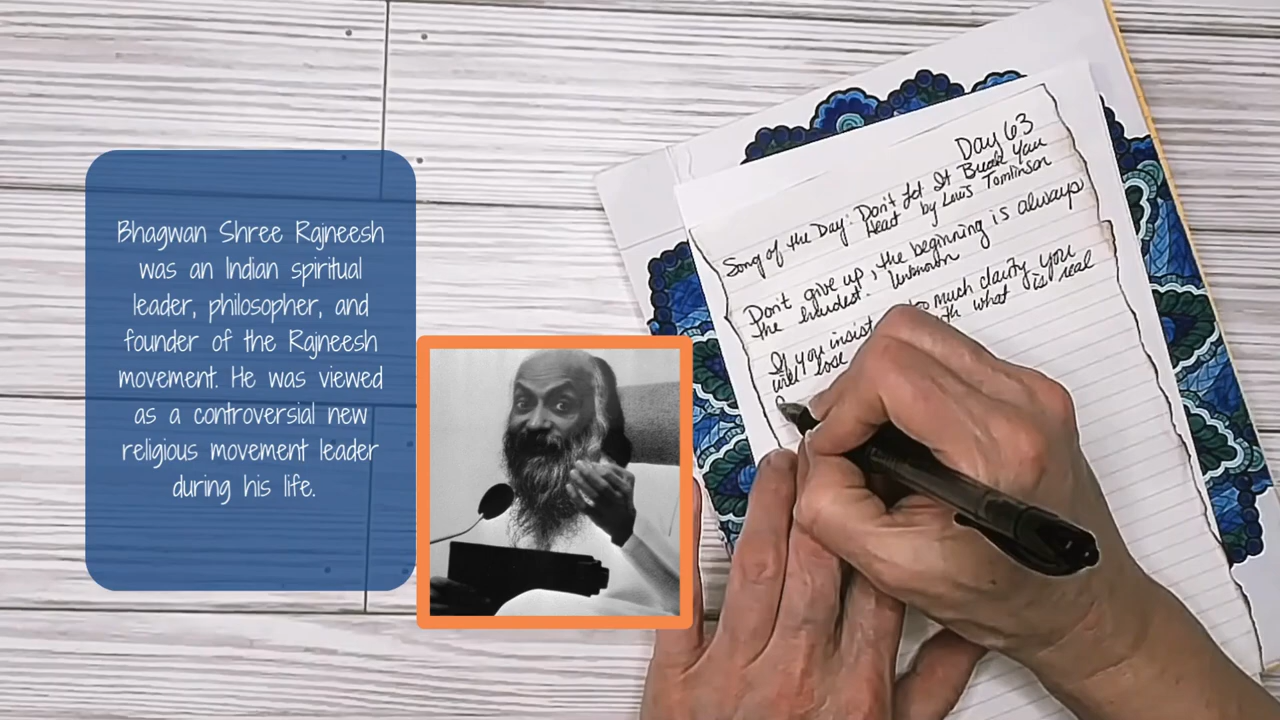 Bhagwan Shree Rajneesh
was an Indian spiritual
leader, philosopher, and
founder of the Rajneesh
movement. He was viewed
as a controversial new
religious movement leader
during his life.
Day 63
Song of the Day: Don't Let It Break You
Heart by Louis Tomlinson
Don't give up, the beginning is always
the hardest. Unknown
If you insist too much clarity you
will lose with what is real